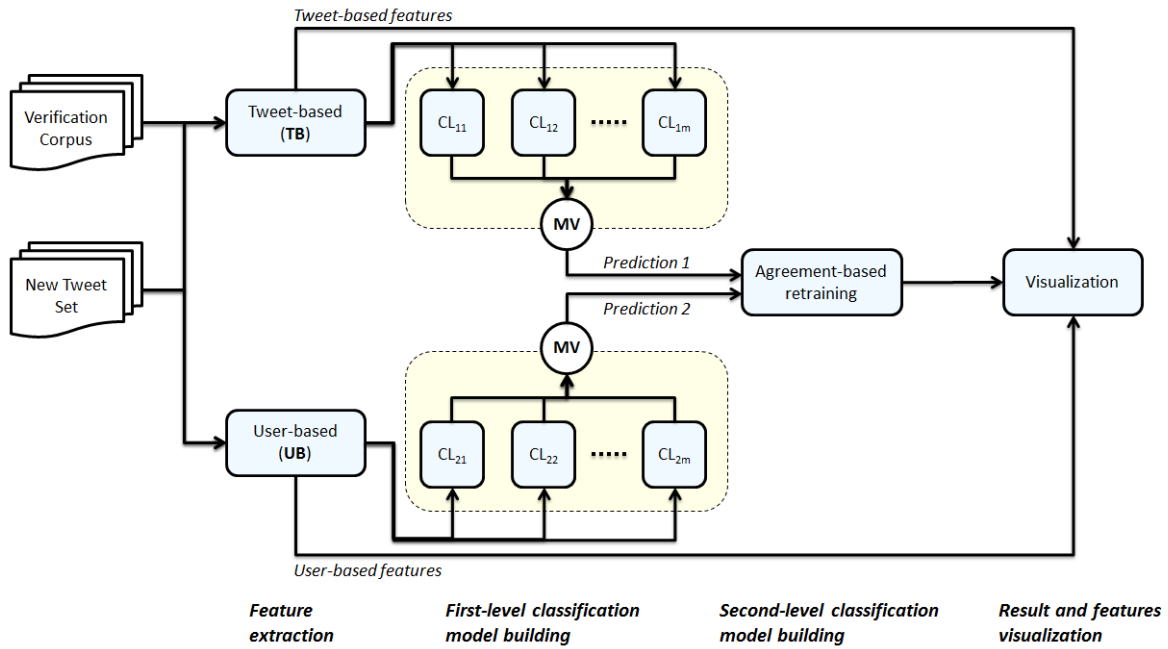 Tweet-based features
Verification
Corpus
Tweet-based
(TB)
CL11
CL12
.....
CL1m
MV
New Tweet
Set
Prediction 1
Prediction 2
Agreement-based
retraining
Visualization
MV
User-based
(UB)
CL21
CL22
.....
CL2m
User-based features
Feature
extraction
First-level classification
model building
Second-level classification
model building
Result and features
visualization